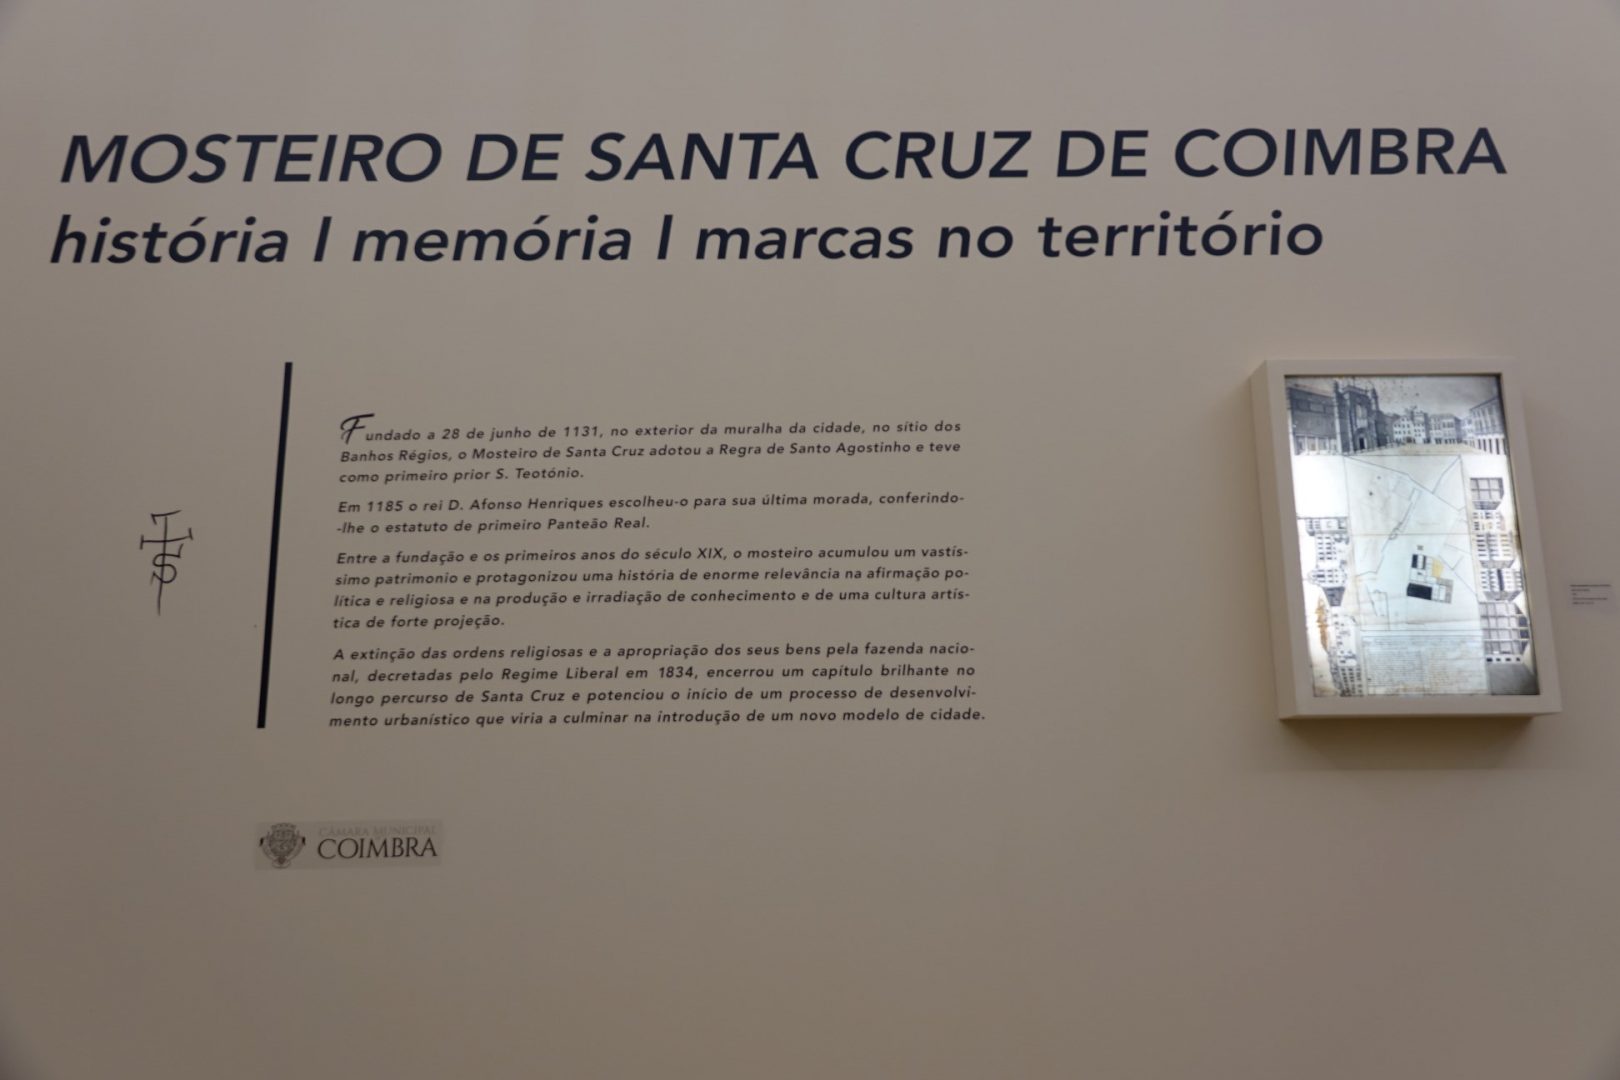 MOSTEIRO DE SANTA CRUZ DE COIMBRA
história I memória I marcas no território
Fundado a 28 de junho de 1131, no exterior da muralha da cidade, no sítio dos
Banhos Régios, o Mosteiro de Santa Cruz adotou a Regra de Santo Agostinho e teve
como primeiro prior S. Teotónio.
Em 1185 o rei D. Afonso Henriques escolheu-o para sua última morada, conferindo-
-lhe o estatuto de primeiro Panteão Real.
Entre a fundação e os primeiros anos do século XIX, o mosteiro acumulou um vastís-
simo patrimonio e protagonizou uma história de enorme relevância na afirmação po-
lítica e religiosa e na produção e irradiação de conhecimento e de uma cultura artís-
tica de forte projeção.
A extinção das ordens religiosas e a apropriação dos seus bens pela fazenda nacio-
nal, decretadas pelo Regime Liberal em 1834, encerrou um capítulo brilhante no
longo percurso de Santa Cruz e potenciou o início de um processo de desenvolvi-
mento urbanístico que viria a culminar na introdução de um novo modelo de cidade.
CÂMARA MUNICIPAL
COIMBRA